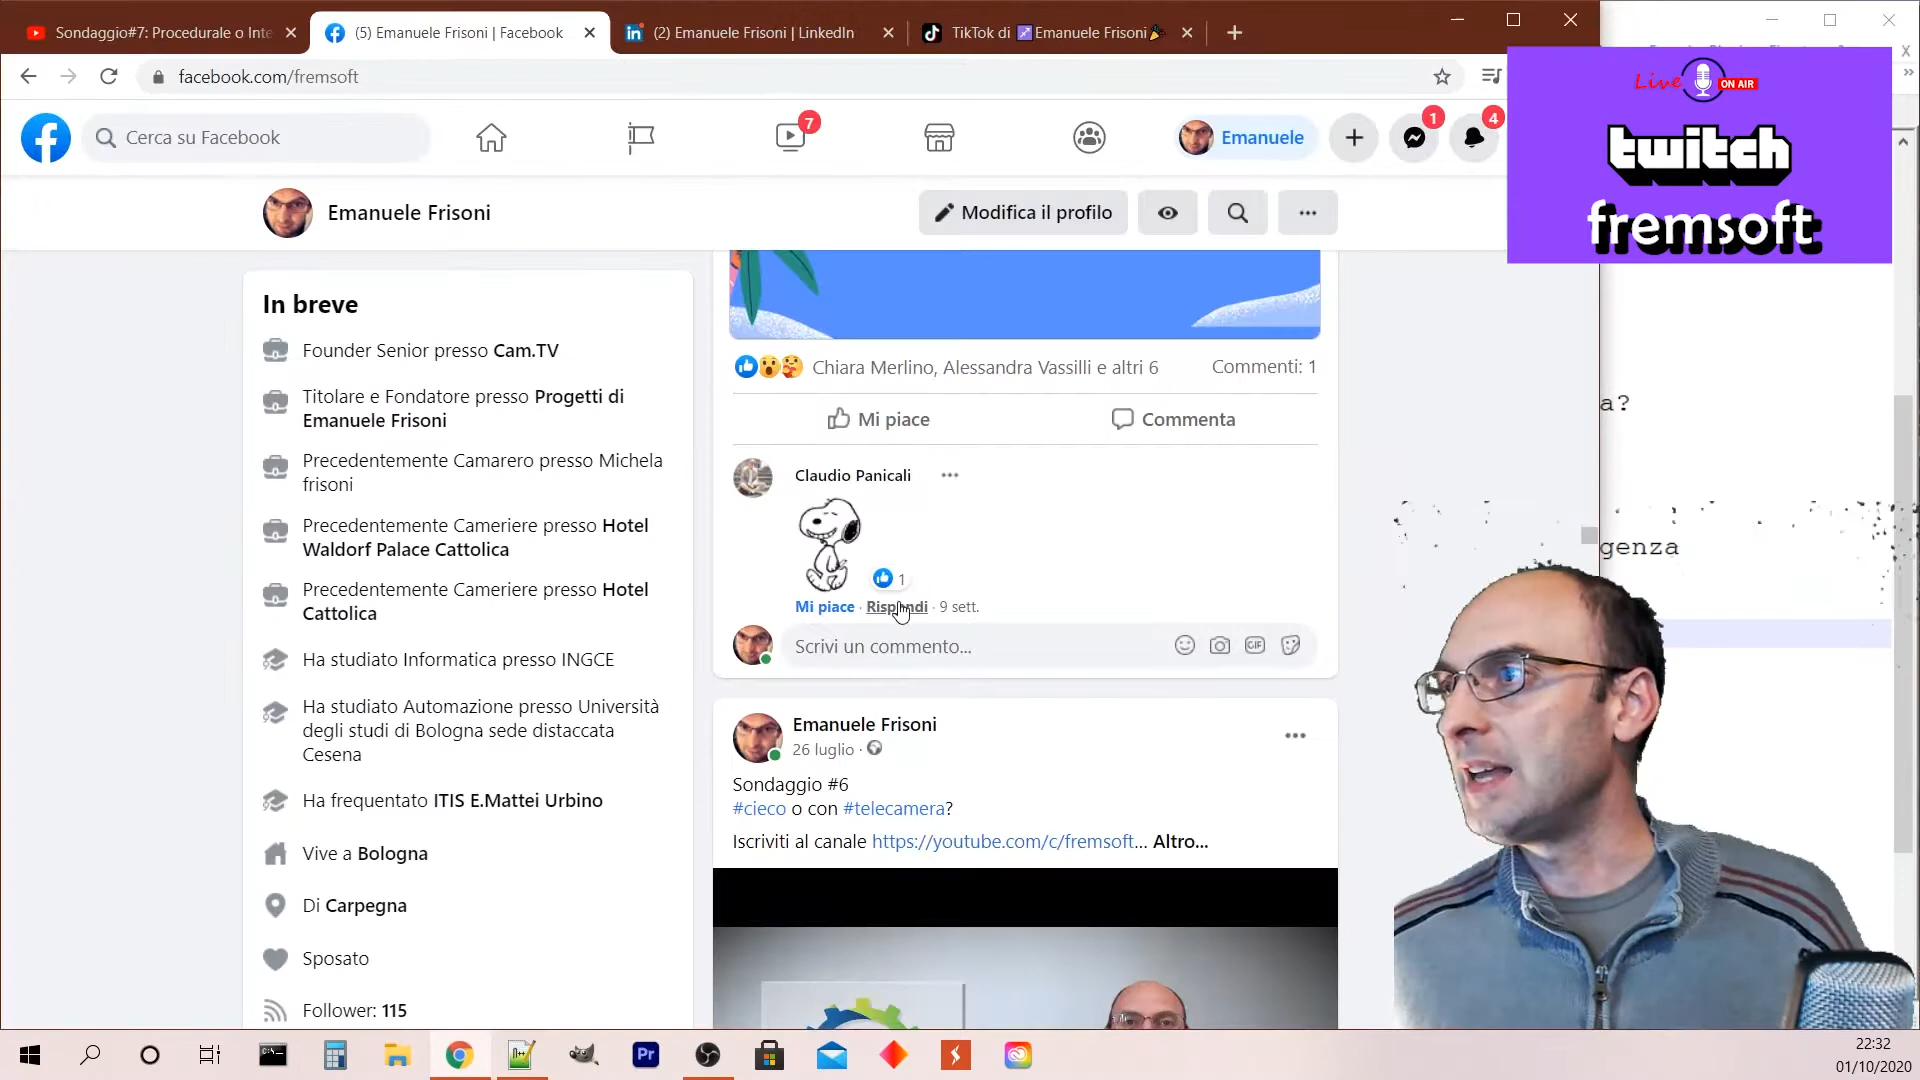 Sondaggio#7: Procedurale o Inte
(5) Emanuele Frisoni | Facebook
(2) Emanuele Frisoni | LinkedIn
TikTok di Emanuele Frisoni
facebook.com/fremsoft
Live ON AIR
twitch
fremsoft
Cerca su Facebook
7
Emanuele
1
4
Emanuele Frisoni
Modifica il profilo
In breve
Founder Senior presso Cam.TV
Titolare e Fondatore presso Progetti di
Emanuele Frisoni
Precedentemente Camarero presso Michela
frisoni
Precedentemente Cameriere presso Hotel
Waldorf Palace Cattolica
Precedentemente Cameriere presso Hotel
Cattolica
Ha studiato Informatica presso INGCE
Ha studiato Automazione presso Università
degli studi di Bologna sede distaccata
Cesena
Ha frequentato ITIS E.Mattei Urbino
Vive a Bologna
Di Carpegna
Sposato
Follower: 115
Chiara Merlino, Alessandra Vassilli e altri 6
Commenti: 1
Mi piace
Commenta
Claudio Panicali
1
Mi piace · Rispondi · 9 sett.
Scrivi un commento...
GIF
Emanuele Frisoni
26 luglio ·
Sondaggio #6
#cieco o con #telecamera?
Iscriviti al canale https://youtube.com/c/fremsoft... Altro...
a?
genza
Pr
22:32
01/10/2020